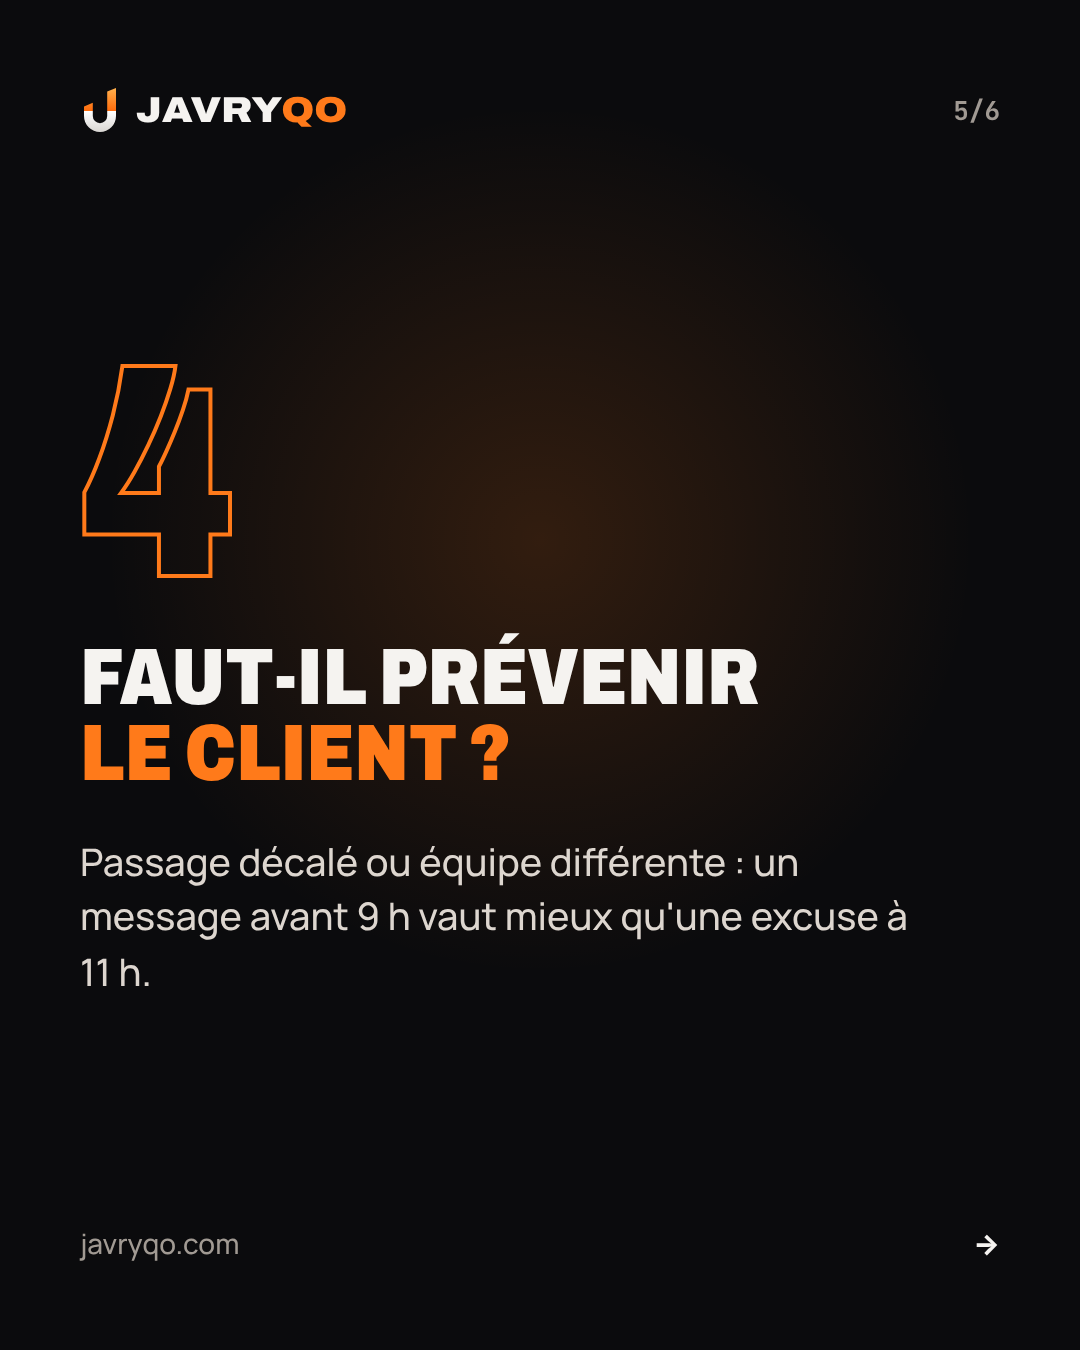 JAVRYQO
5/6
4
FAUT-IL PRÉVENIR
LE CLIENT ?
Passage décalé ou équipe différente : un
message avant 9 h vaut mieux qu'une excuse à
11 h.
javryqo.com
→